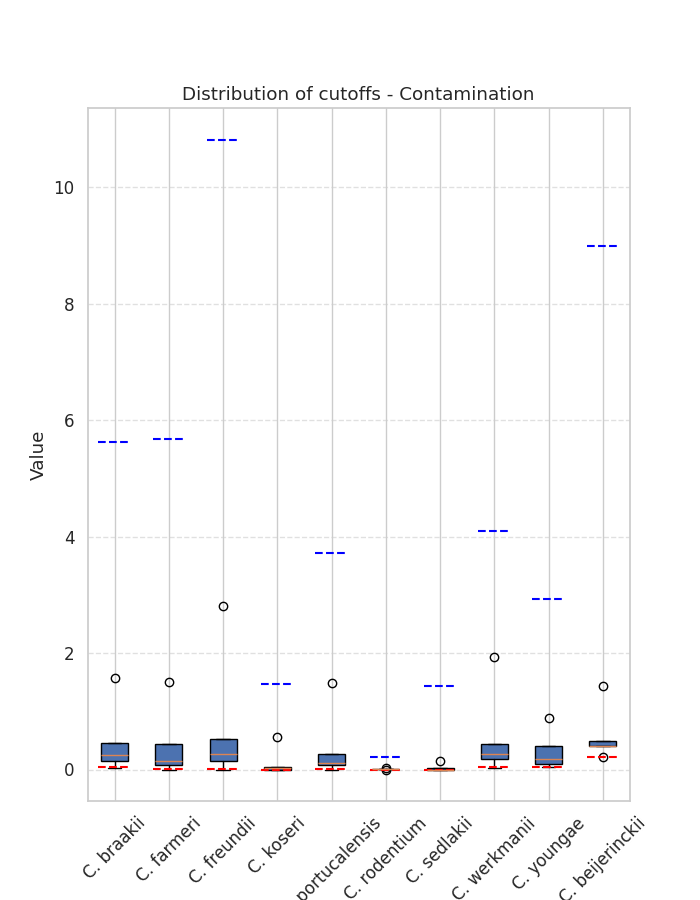 Distribution of cutoffs - Contamination
Value
10
8
6
4
2
0
C. braakii
C. farmeri
C. freundii
C. koseri
portucalensis
C. rodentium
C. sedlakii
C. werkmanii
C. youngae
C. beijerinckii